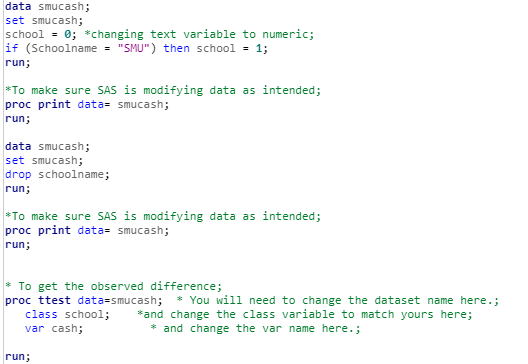 data smucash;
set smucash;
school = 0; *changing text variable to numeric;
if (Schoolname = "SMU") then school = 1;
run;
*To make sure SAS is modifying data as intended;
proc print data= smucash;
run;
data smucash;
set smucash;
drop schoolname;
run;
*To make sure SAS is modifying data as intended;
proc print data= smucash;
run;
* To get the observed difference;
proc ttest data=smucash; * You will need to change the dataset name here.;
class school; *and change the class variable to match yours here;
var cash; * and change the var name here.;
run;